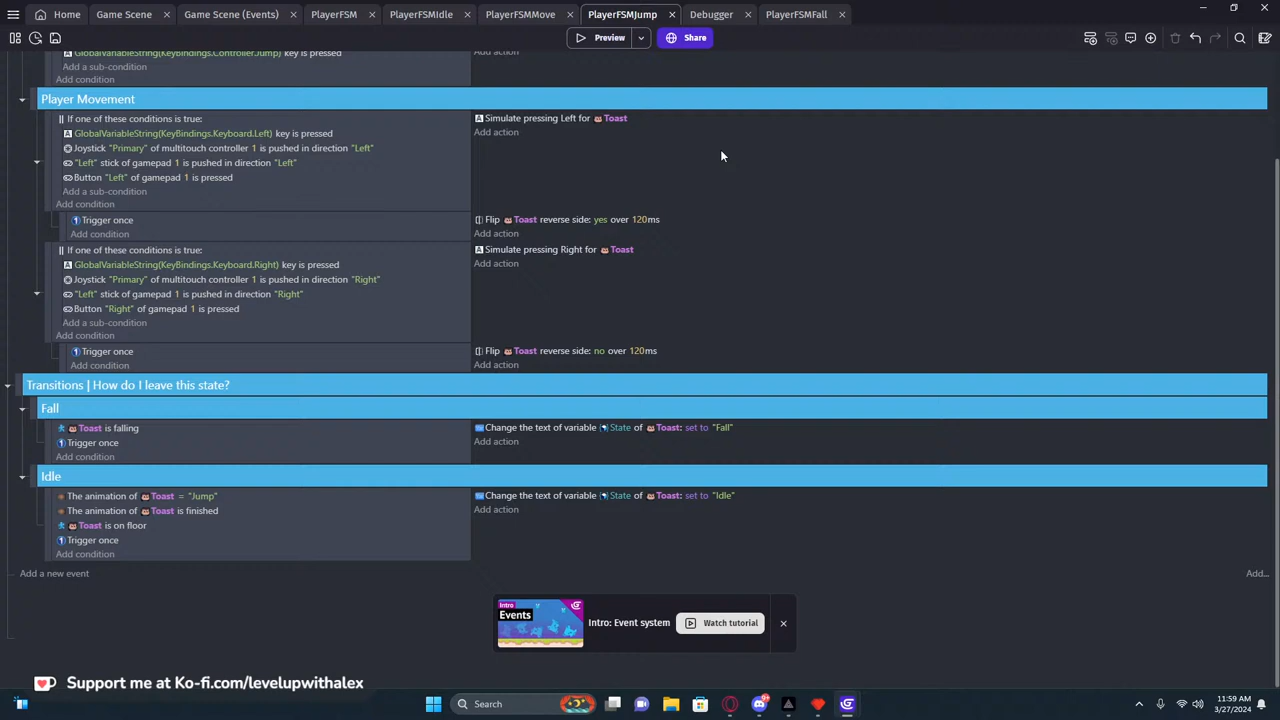 Home
Game Scene
Game Scene (Events)
PlayerFSM
PlayerFSMIdle
PlayerFSMMove
PlayerFSMJump
Debugger
PlayerFSMFall
Preview
Share
GlobalVariableString(KeyBindings.Controller.Jump) key is pressed
Add action
Add a sub-condition
Add condition
Player Movement
If one of these conditions is true:
Simulate pressing Left for Toast
GlobalVariableString(KeyBindings.Keyboard.Left) key is pressed
Add action
Joystick "Primary" of multitouch controller 1 is pushed in direction "Left"
"Left" stick of gamepad 1 is pushed in direction "Left"
Button "Left" of gamepad 1 is pressed
Add a sub-condition
Add condition
Trigger once
Flip Toast reverse side: yes over 120ms
Add condition
Add action
If one of these conditions is true:
Simulate pressing Right for Toast
GlobalVariableString(KeyBindings.Keyboard.Right) key is pressed
Add action
Joystick "Primary" of multitouch controller 1 is pushed in direction "Right"
"Left" stick of gamepad 1 is pushed in direction "Right"
Button "Right" of gamepad 1 is pressed
Add a sub-condition
Add condition
Trigger once
Flip Toast reverse side: no over 120ms
Add condition
Add action
Transitions | How do I leave this state?
Fall
Toast is falling
Change the text of variable State of Toast: set to "Fall"
Trigger once
Add action
Add condition
Idle
The animation of Toast = "Jump"
Change the text of variable State of Toast: set to "Idle"
The animation of Toast is finished
Add action
Toast is on floor
Trigger once
Add condition
Add a new event
Add...
Intro
Events
Intro: Event system
Watch tutorial
Support me at Ko-fi.com/levelupwithalex
Search
11:59 AM
3/27/2024